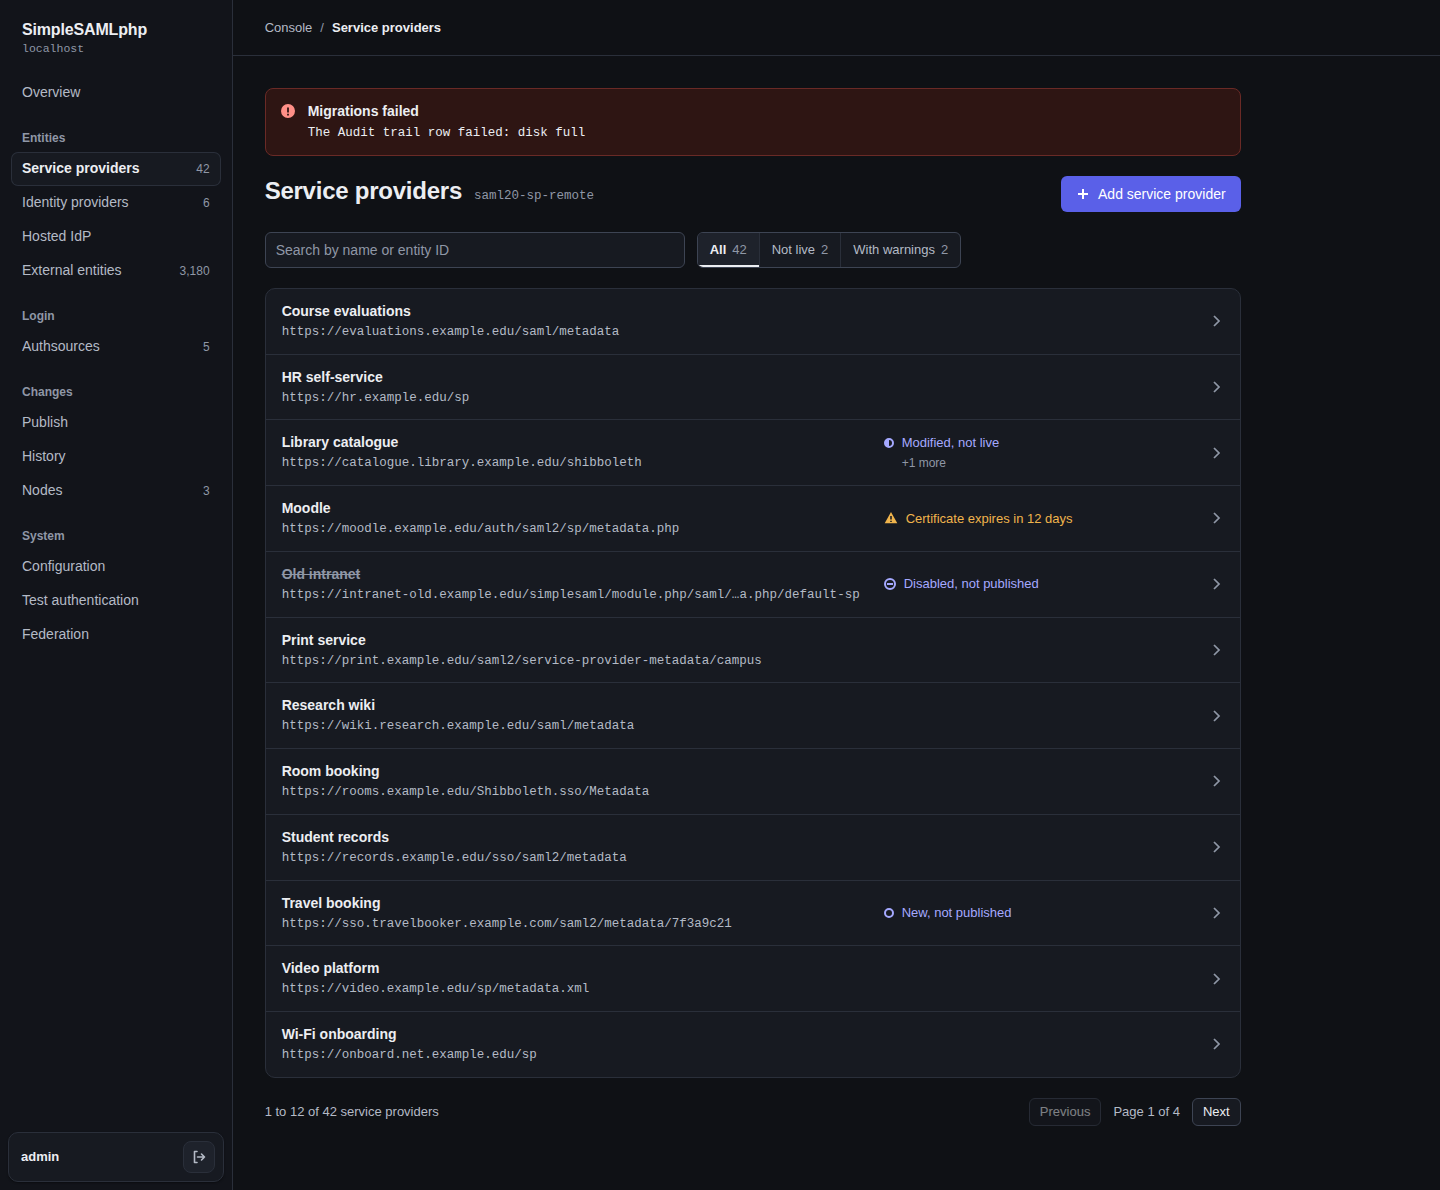 SimpleSAMLphp
localhost
Overview
Entities
Service providers 42
Identity providers 6
Hosted IdP
External entities 3,180
Login
Authsources 5
Changes
Publish
History
Nodes 3
System
Configuration
Test authentication
Federation
admin
Console / Service providers
Migrations failed
The Audit trail row failed: disk full
Service providers saml20-sp-remote
Add service provider
Search by name or entity ID
All 42 Not live 2 With warnings 2
Course evaluations
https://evaluations.example.edu/saml/metadata
HR self-service
https://hr.example.edu/sp
Library catalogue
https://catalogue.library.example.edu/shibboleth
Modified, not live
+1 more
Moodle
https://moodle.example.edu/auth/saml2/sp/metadata.php
Certificate expires in 12 days
Old intranet
https://intranet-old.example.edu/simplesaml/module.php/saml/…a.php/default-sp
Disabled, not published
Print service
https://print.example.edu/saml2/service-provider-metadata/campus
Research wiki
https://wiki.research.example.edu/saml/metadata
Room booking
https://rooms.example.edu/Shibboleth.sso/Metadata
Student records
https://records.example.edu/sso/saml2/metadata
Travel booking
https://sso.travelbooker.example.com/saml2/metadata/7f3a9c21
New, not published
Video platform
https://video.example.edu/sp/metadata.xml
Wi-Fi onboarding
https://onboard.net.example.edu/sp
1 to 12 of 42 service providers
Previous Page 1 of 4 Next